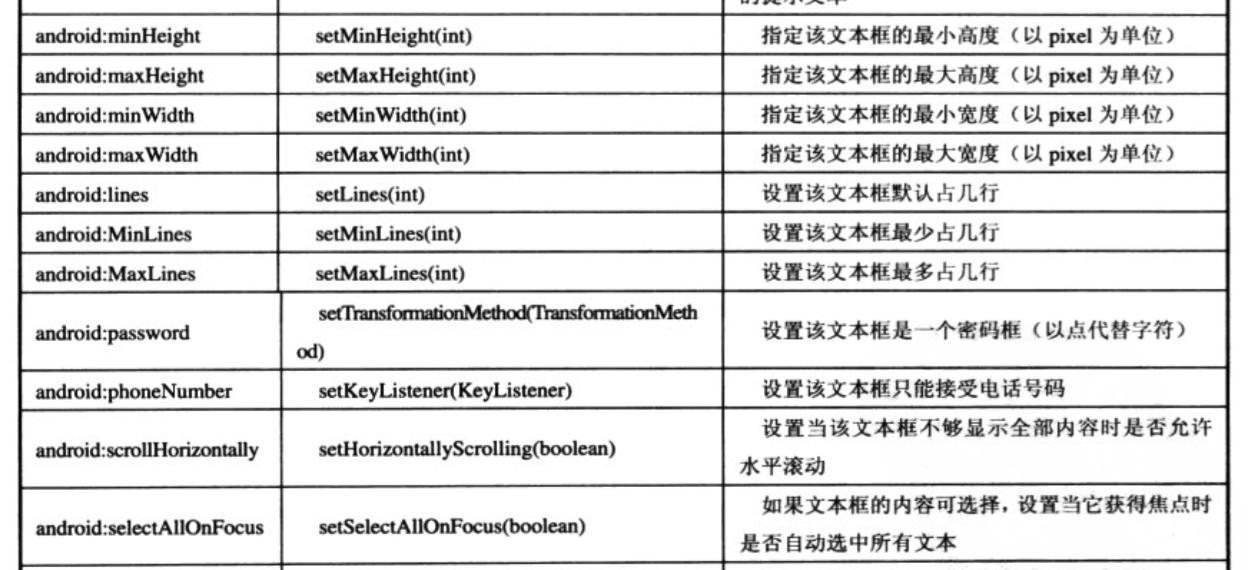 的提示文本
android:minHeight setMinHeight(int) 指定该文本框的最小高度（以 pixel 为单位）
android:maxHeight setMaxHeight(int) 指定该文本框的最大高度（以 pixel 为单位）
android:minWidth setMinWidth(int) 指定该文本框的最小宽度（以 pixel 为单位）
android:maxWidth setMaxWidth(int) 指定该文本框的最大宽度（以 pixel 为单位）
android:lines setLines(int) 设置该文本框默认占几行
android:MinLines setMinLines(int) 设置该文本框最少占几行
android:MaxLines setMaxLines(int) 设置该文本框最多占几行
android:password
setTransformationMethod(TransformationMeth
od)
设置该文本框是一个密码框（以点代替字符）
android:phoneNumber setKeyListener(KeyListener) 设置该文本框只能接受电话号码
android:scrollHorizontally setHorizontallyScrolling(boolean)
设置当该文本框不够显示全部内容时是否允许
水平滚动
android:selectAllOnFocus setSelectAllOnFocus(boolean)
如果文本框的内容可选择，设置当它获得焦点时
是否自动选中所有文本